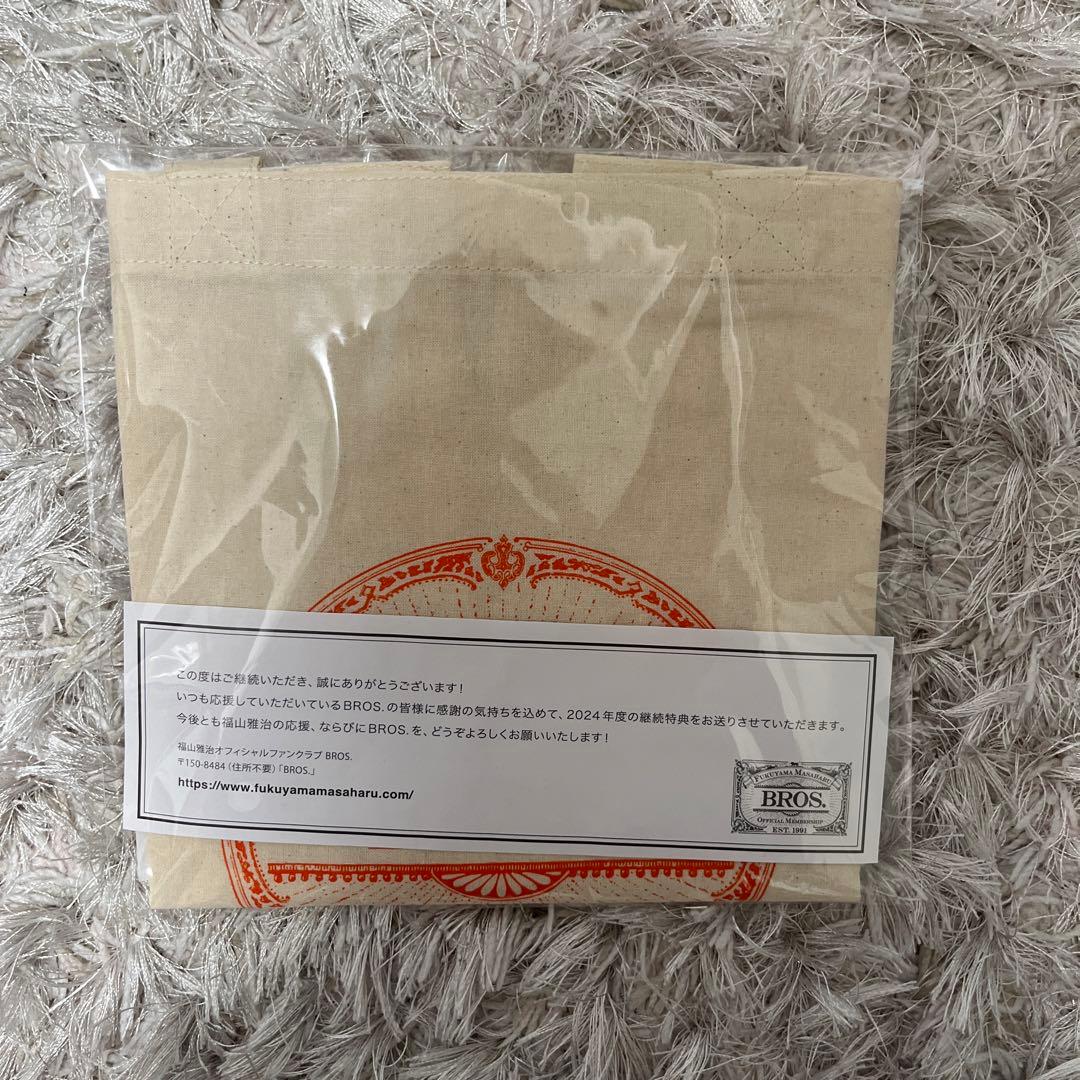 この度はご継続いただき、誠にありがとうございます!
いつも応援していただいているBROS.の皆様に感謝の気持ちを込めて、2024年度の継続特典をお送りさせていただきます。
今後とも福山雅治の応援、ならびにBROS.を、どうぞよろしくお願いいたします!
福山雅治オフィシャルファンクラブ BROS.
〒150-8484(住所不要)「BROS.」
https://www.fukuyamamasaharu.com/
FUKUYAMA MASAHARU
BROS.
OFFICIAL MEMBERSHIP
EST. 1991